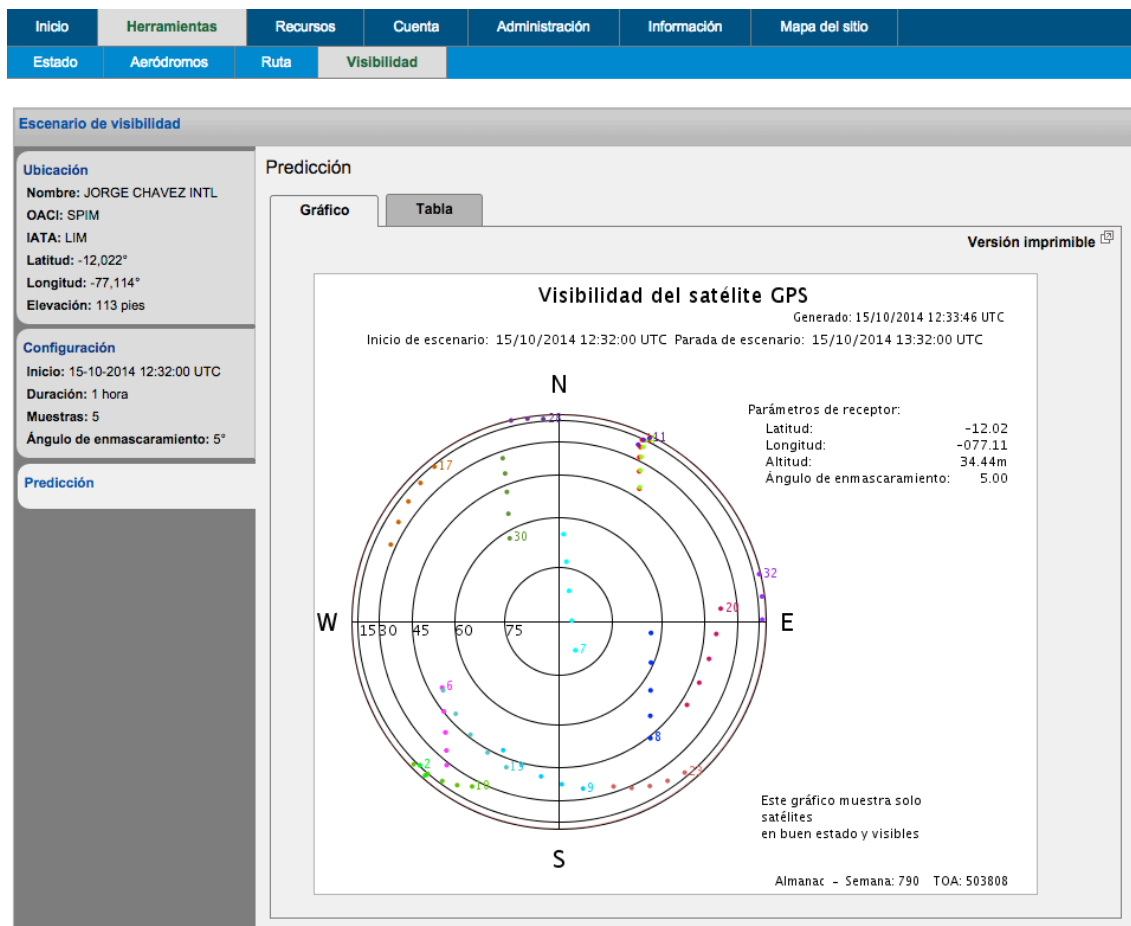 Inicio Herramientas Recursos Cuenta Administración Información Mapa del sitio
Estado Aeródromos Ruta Visibilidad
Escenario de visibilidad
Ubicación
Nombre: JORGE CHAVEZ INTL
OACI: SPIM
IATA: LIM
Latitud: -12,022°
Longitud: -77,114°
Elevación: 113 pies
Configuración
Inicio: 15-10-2014 12:32:00 UTC
Duración: 1 hora
Muestras: 5
Ángulo de enmascaramiento: 5°
Predicción
Predicción
Gráfico Tabla
Versión imprimible
Visibilidad del satélite GPS
Generado: 15/10/2014 12:33:46 UTC
Inicio de escenario: 15/10/2014 12:32:00 UTC Parada de escenario: 15/10/2014 13:32:00 UTC
N
28
11
17
30
32
20
W 15 30 45 60 75 E
7
6
8
2
19
23
10
9
S
Parámetros de receptor:
Latitud: -12.02
Longitud: -077.11
Altitud: 34.44m
Ángulo de enmascaramiento: 5.00
Este gráfico muestra solo
satélites
en buen estado y visibles
Almanac - Semana: 790 TOA: 503808